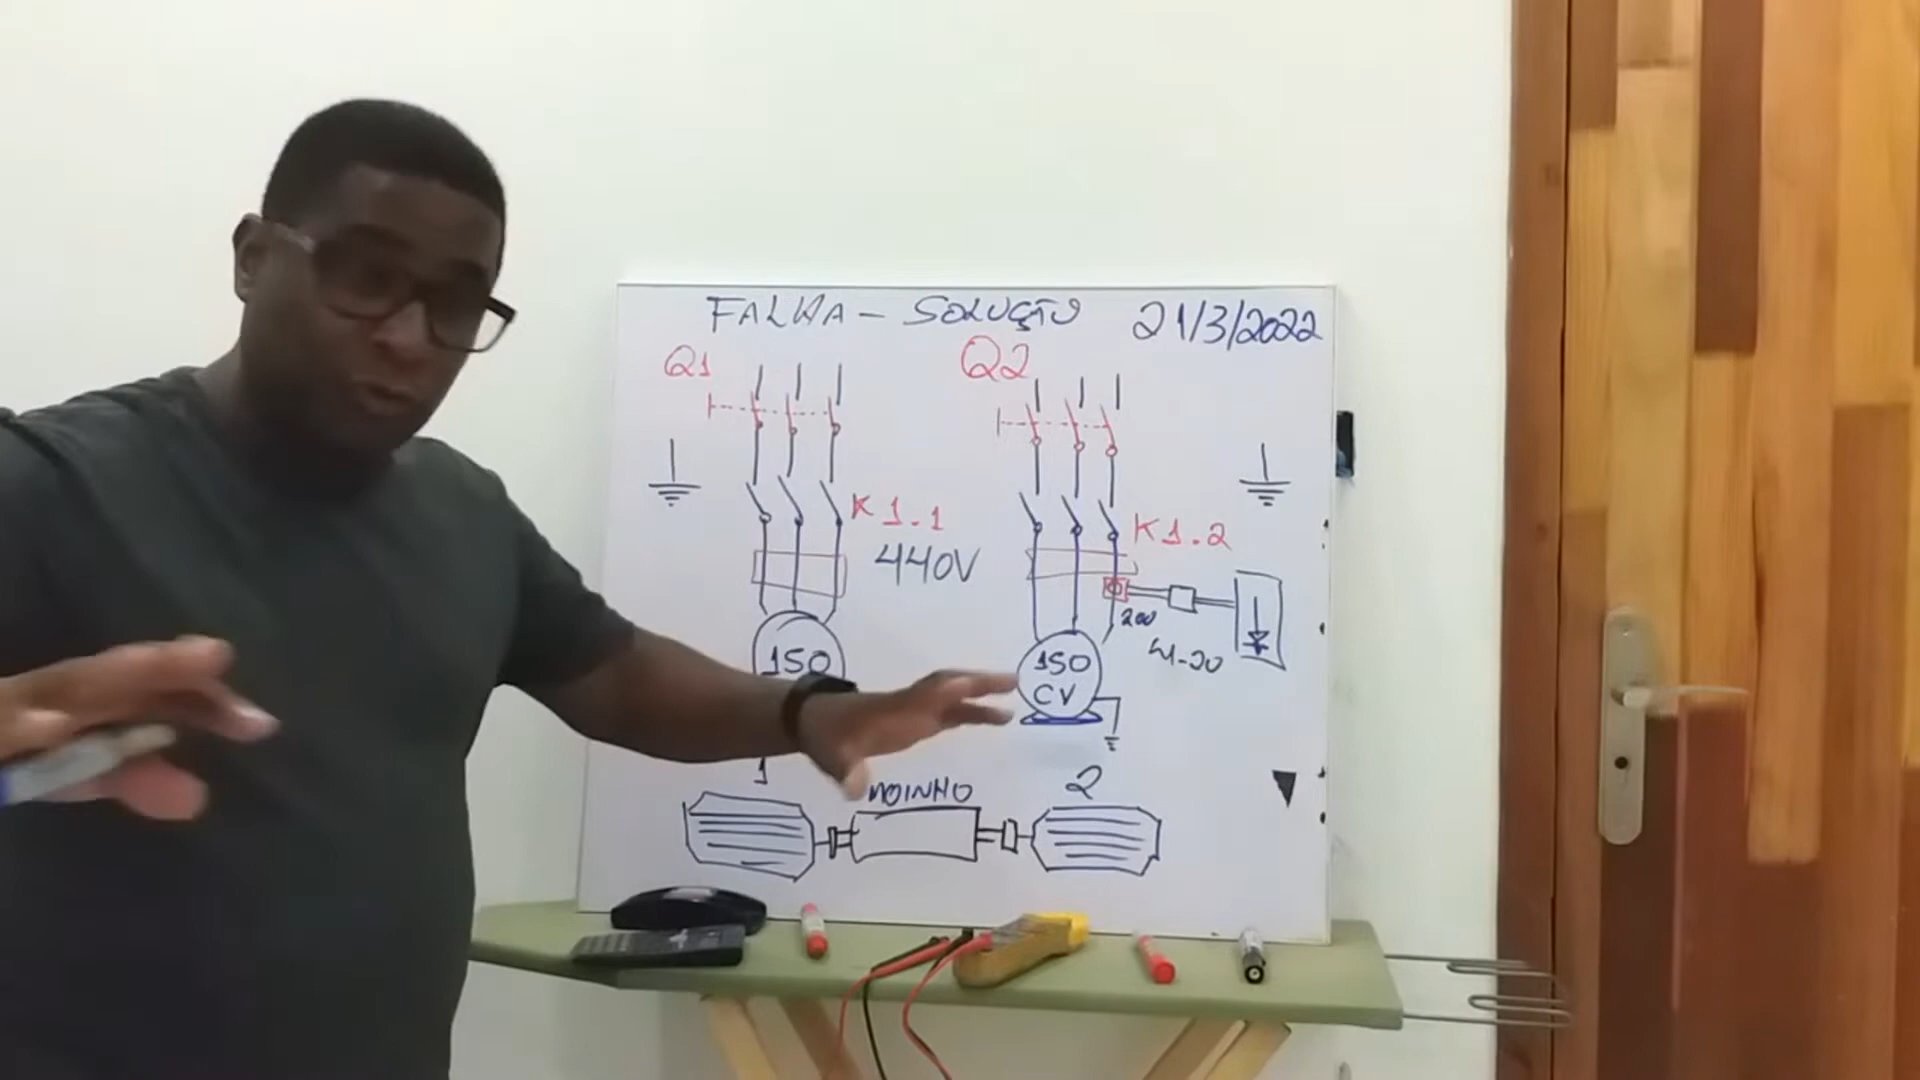 FALHA - SOLUÇÃO 21/3/2022
Q1 Q2
K1.1 K1.2
440V
200
150 150
CV
1 MOINHO 2